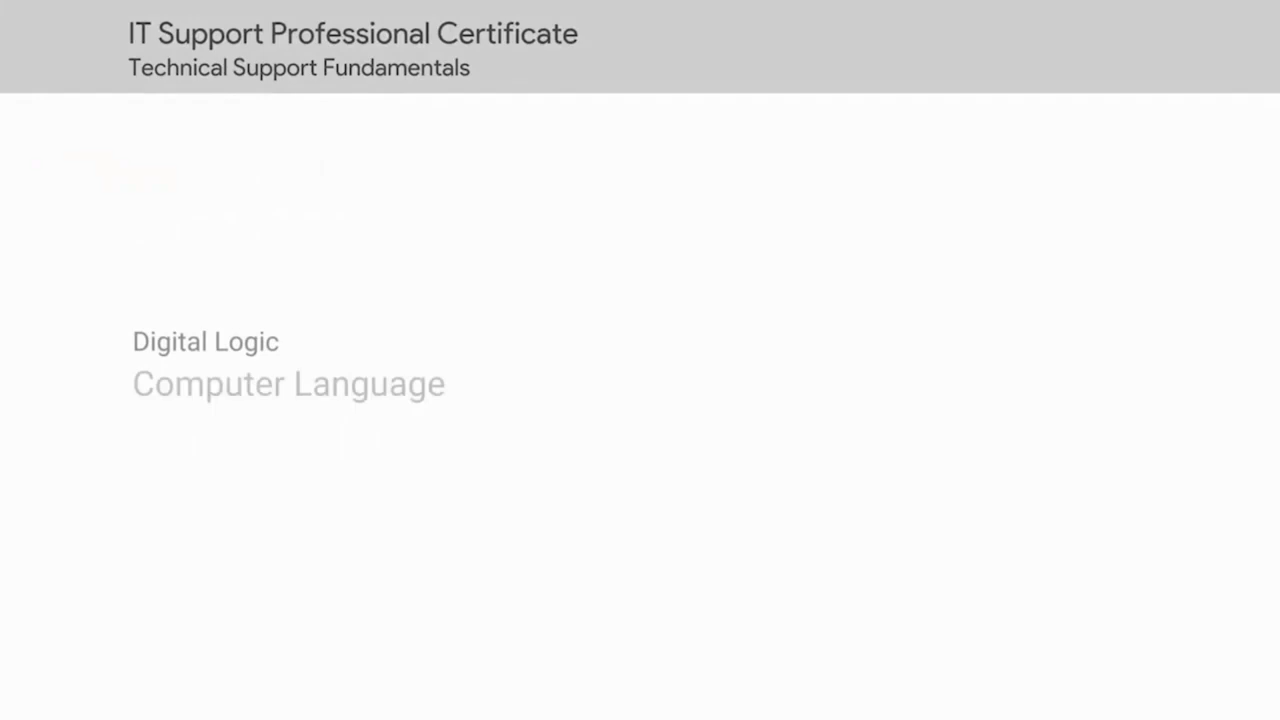 IT Support Professional Certificate
Technical Support Fundamentals
Digital Logic
Computer Language